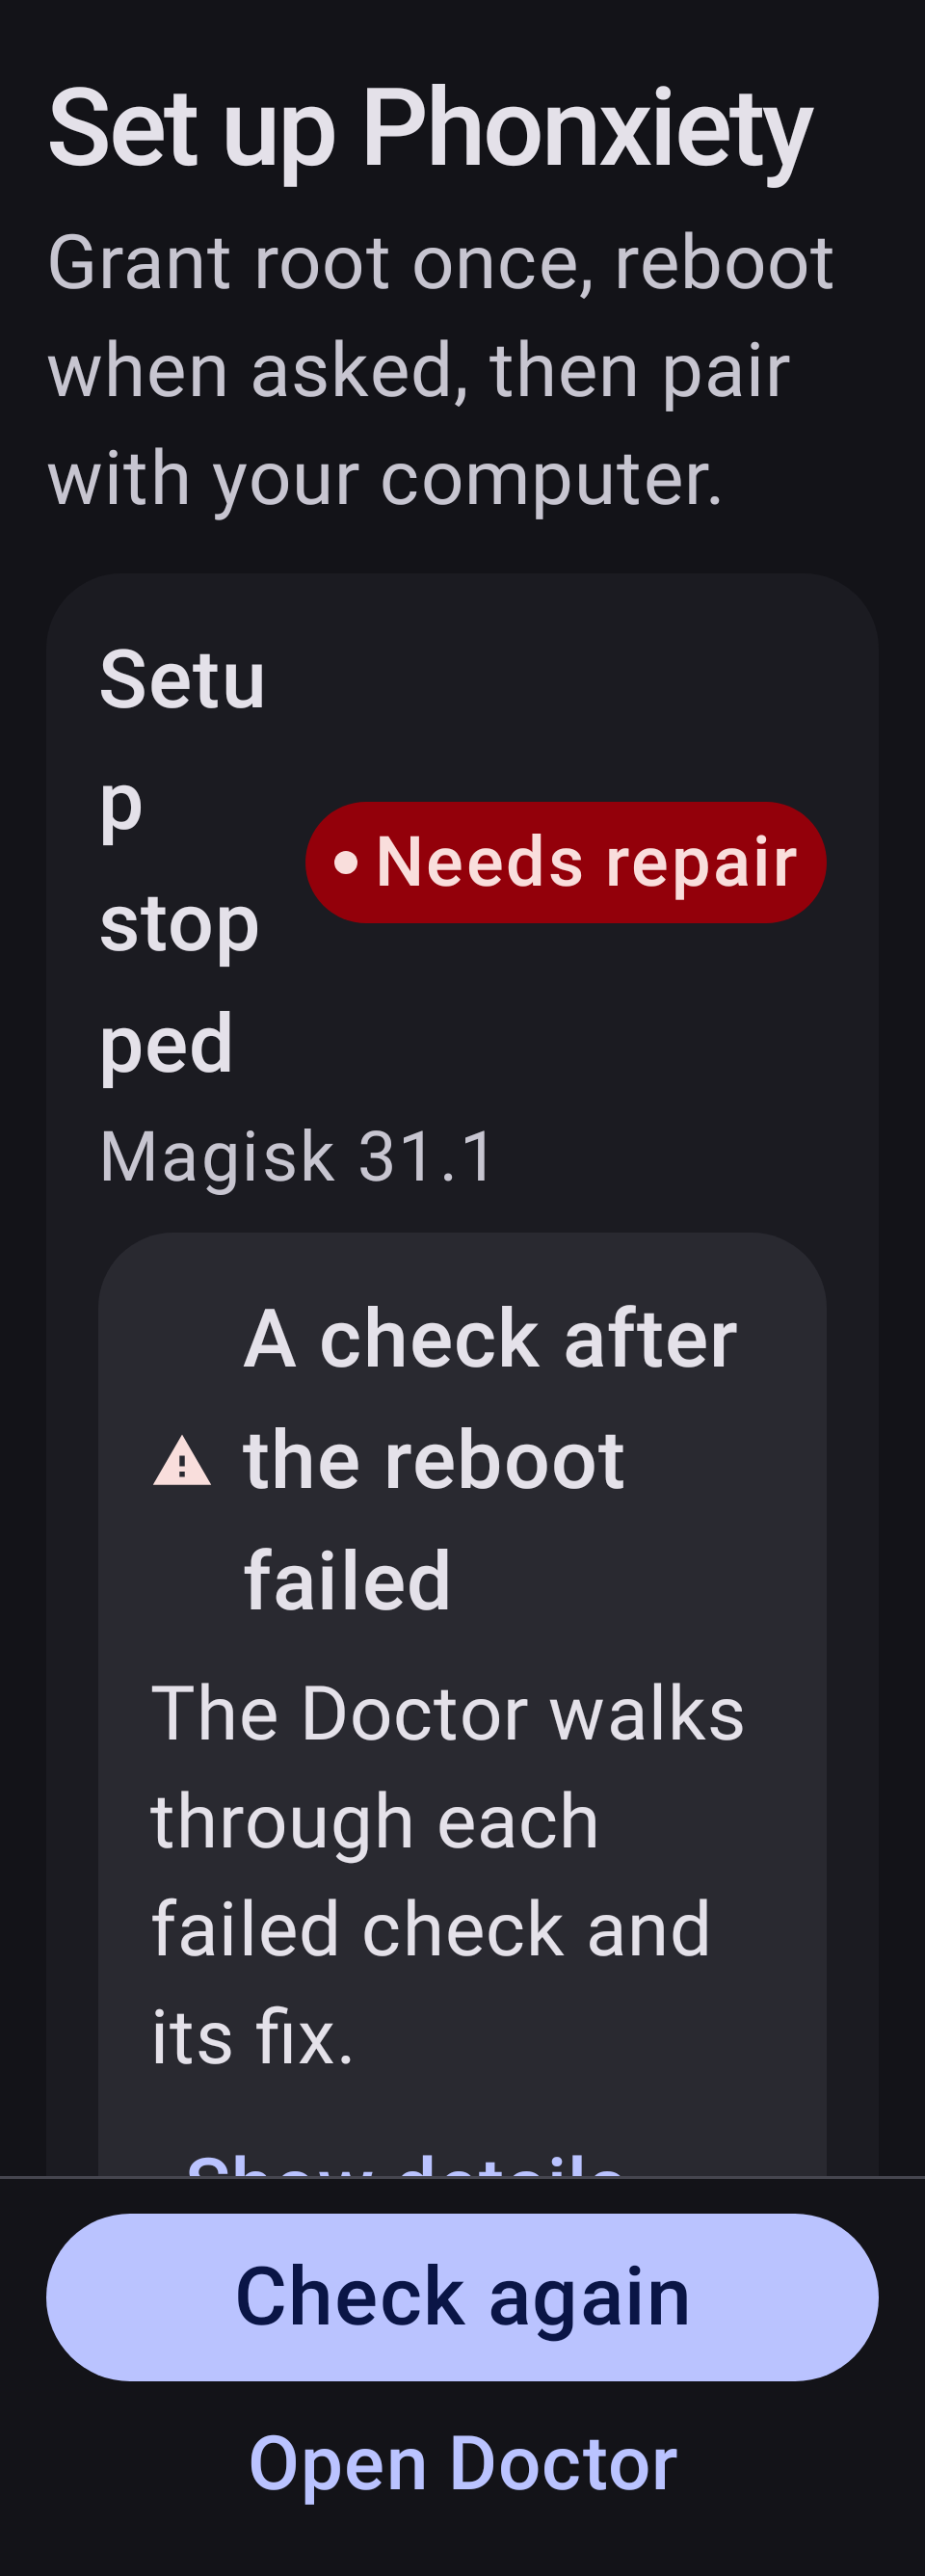 Set up Phonxiety
Grant root once, reboot
when asked, then pair
with your computer.
Setu
p
stop
ped
Needs repair
Magisk 31.1
A check after
the reboot
failed
The Doctor walks
through each
failed check and
its fix.
Show details
Check again
Open Doctor